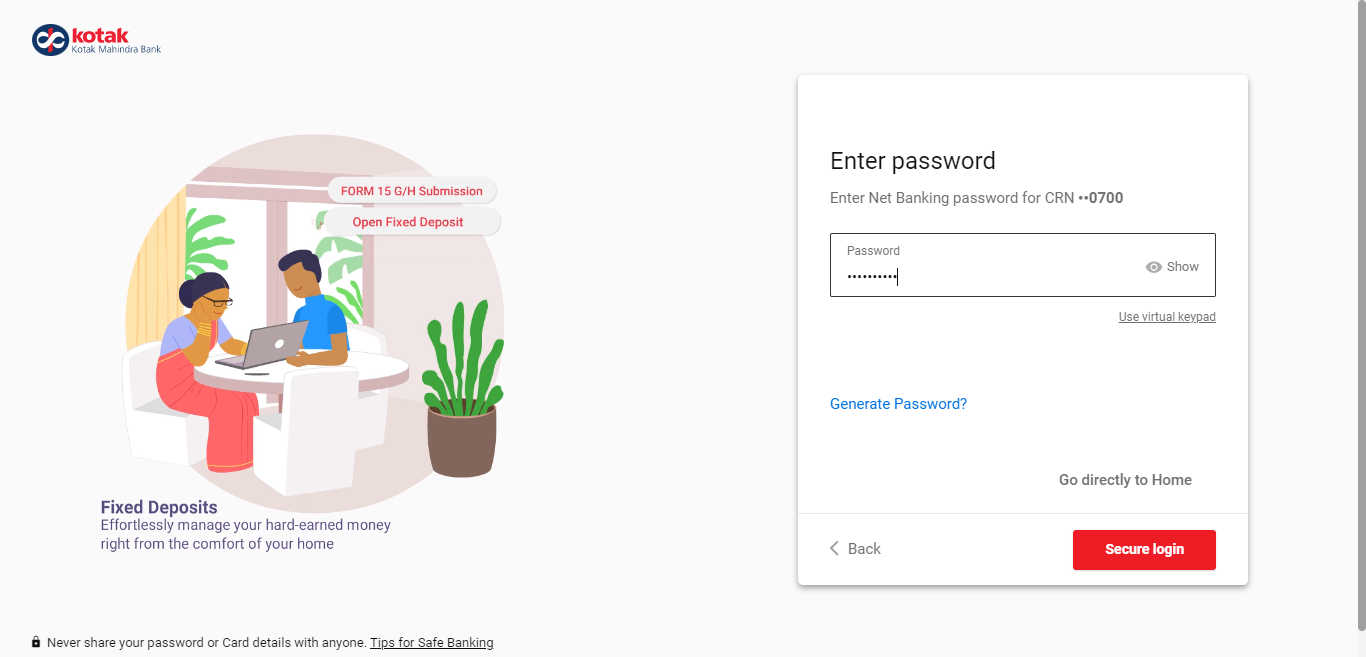 kotak
Kotak Mahindra Bank
FORM 15 G/H Submission
Open Fixed Deposit
Fixed Deposits
Effortlessly manage your hard-earned money
right from the comfort of your home
Enter password
Enter Net Banking password for CRN ••0700
Password
••••••••••
Show
Use virtual keypad
Generate Password?
Go directly to Home
Back
Secure login
Never share your password or Card details with anyone. Tips for Safe Banking